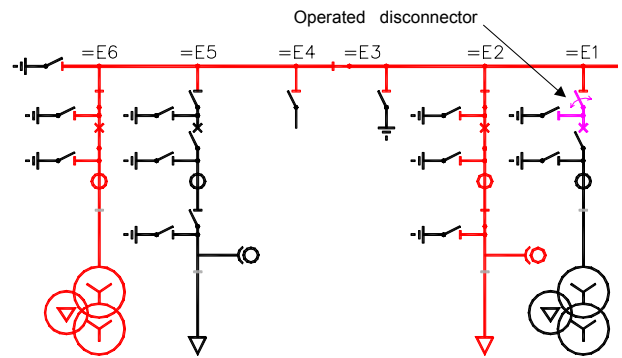 Operated disconnector
=E6
=E5
=E4
=E3
=E2
=E1